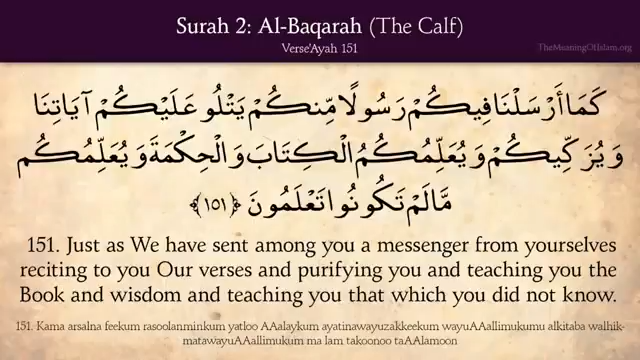 Surah 2: Al-Baqarah (The Calf)
Verse'Ayah 151
TheMeaningOfIslam.org
كَمَا أَرْسَلْنَا فِيكُمْ رَسُولًا مِّنكُمْ يَتْلُو عَلَيْكُمْ آيَاتِنَا
وَيُزَكِّيكُمْ وَيُعَلِّمُكُمُ الْكِتَابَ وَالْحِكْمَةَ وَيُعَلِّمُكُم
مَّا لَمْ تَكُونُوا تَعْلَمُونَ ﴿١٥١﴾
151. Just as We have sent among you a messenger from yourselves
reciting to you Our verses and purifying you and teaching you the
Book and wisdom and teaching you that which you did not know.
151. Kama arsalna feekum rasoolanminkum yatloo AAalaykum ayatinawayuzakkeekum wayuAAallimukumu alkitaba walhik-
matawayuAAallimukum ma lam takoonoo taAAlamoon